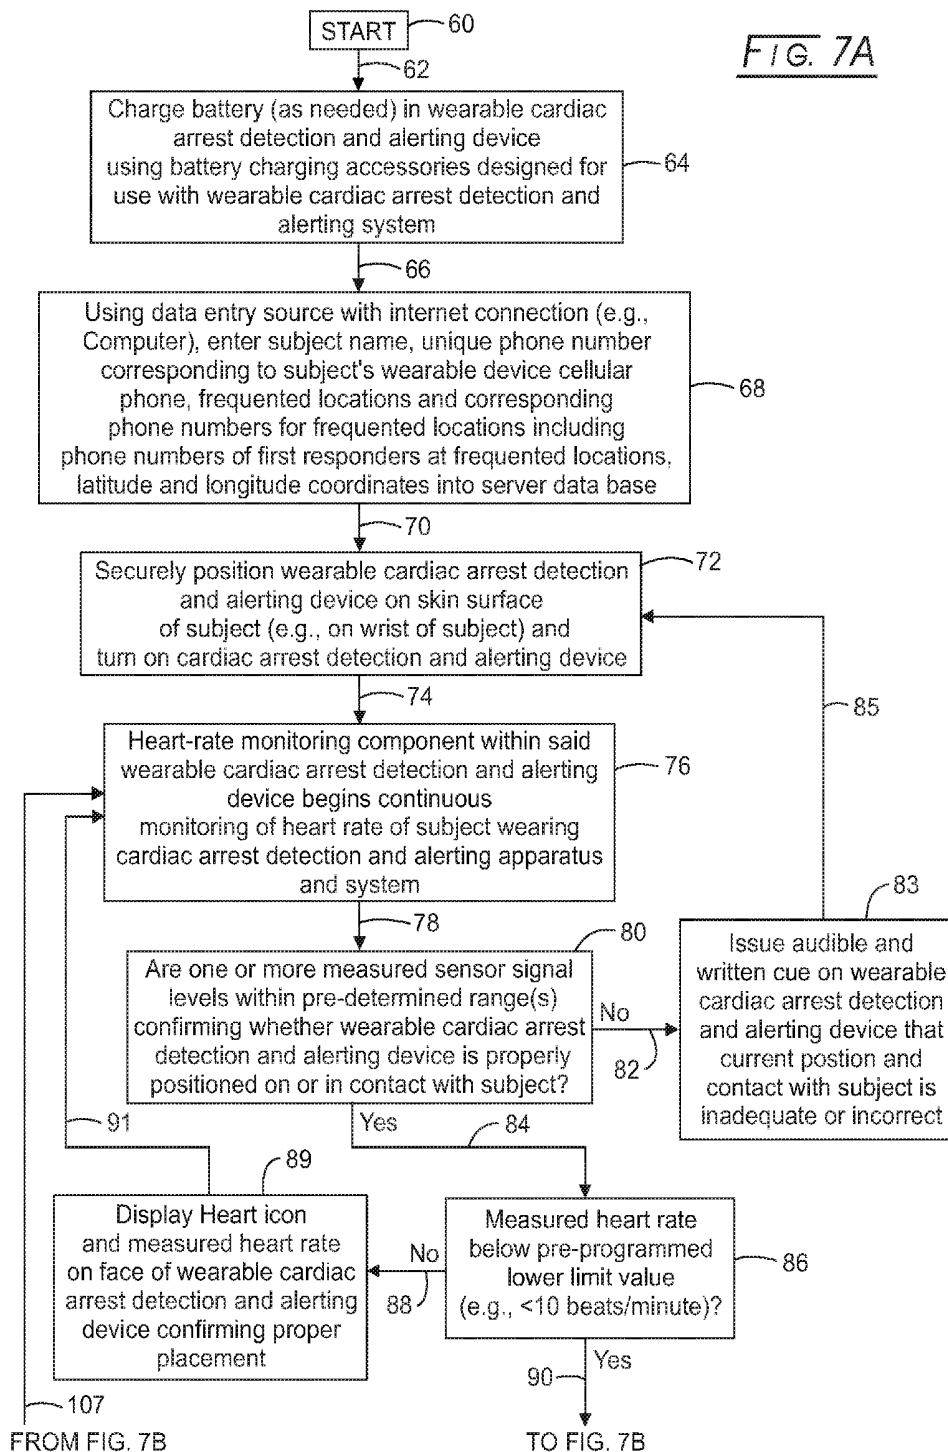 START
60
FIG. 7A
62
Charge battery (as needed) in wearable cardiac
arrest detection and alerting device
using battery charging accessories designed for
use with wearable cardiac arrest detection and
alerting system
64
66
Using data entry source with internet connection (e.g.,
Computer), enter subject name, unique phone number
corresponding to subject's wearable device cellular
phone, frequented locations and corresponding
phone numbers for frequented locations including
phone numbers of first responders at frequented locations,
latitude and longitude coordinates into server data base
68
70
Securely position wearable cardiac arrest detection
and alerting device on skin surface
of subject (e.g., on wrist of subject) and
turn on cardiac arrest detection and alerting device
72
74
85
Heart-rate monitoring component within said
wearable cardiac arrest detection and alerting
device begins continuous
monitoring of heart rate of subject wearing
cardiac arrest detection and alerting apparatus
and system
76
78
80
Are one or more measured sensor signal
levels within pre-determined range(s)
confirming whether wearable cardiac arrest
detection and alerting device is properly
positioned on or in contact with subject?
No
82
83
Issue audible and
written cue on wearable
cardiac arrest detection
and alerting device that
current postion and
contact with subject is
inadequate or incorrect
Yes
84
91
89
Display Heart icon
and measured heart rate
on face of wearable cardiac
arrest detection and alerting
device confirming proper
placement
No
88
Measured heart rate
below pre-programmed
lower limit value
(e.g., <10 beats/minute)?
86
Yes
90
107
FROM FIG. 7B
TO FIG. 7B